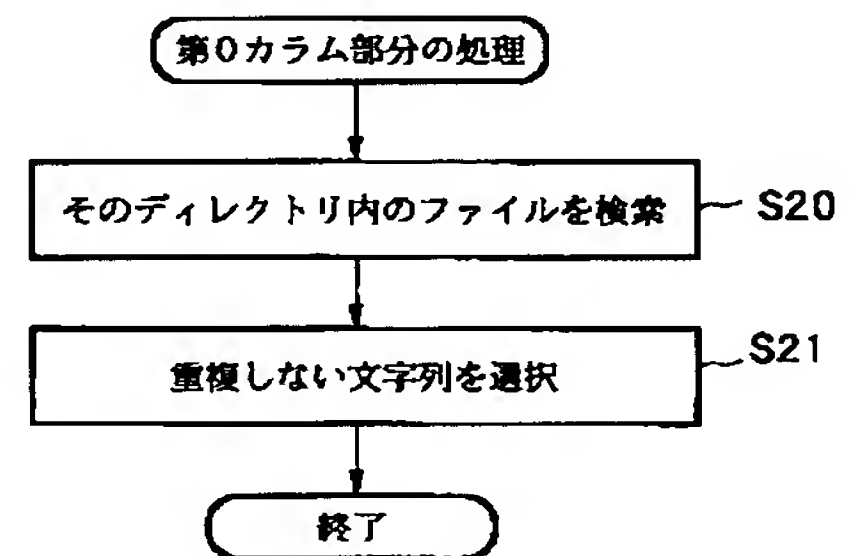 第0カラム部分の処理
そのディレクトリ内のファイルを検索
S20
重複しない文字列を選択
S21
終了